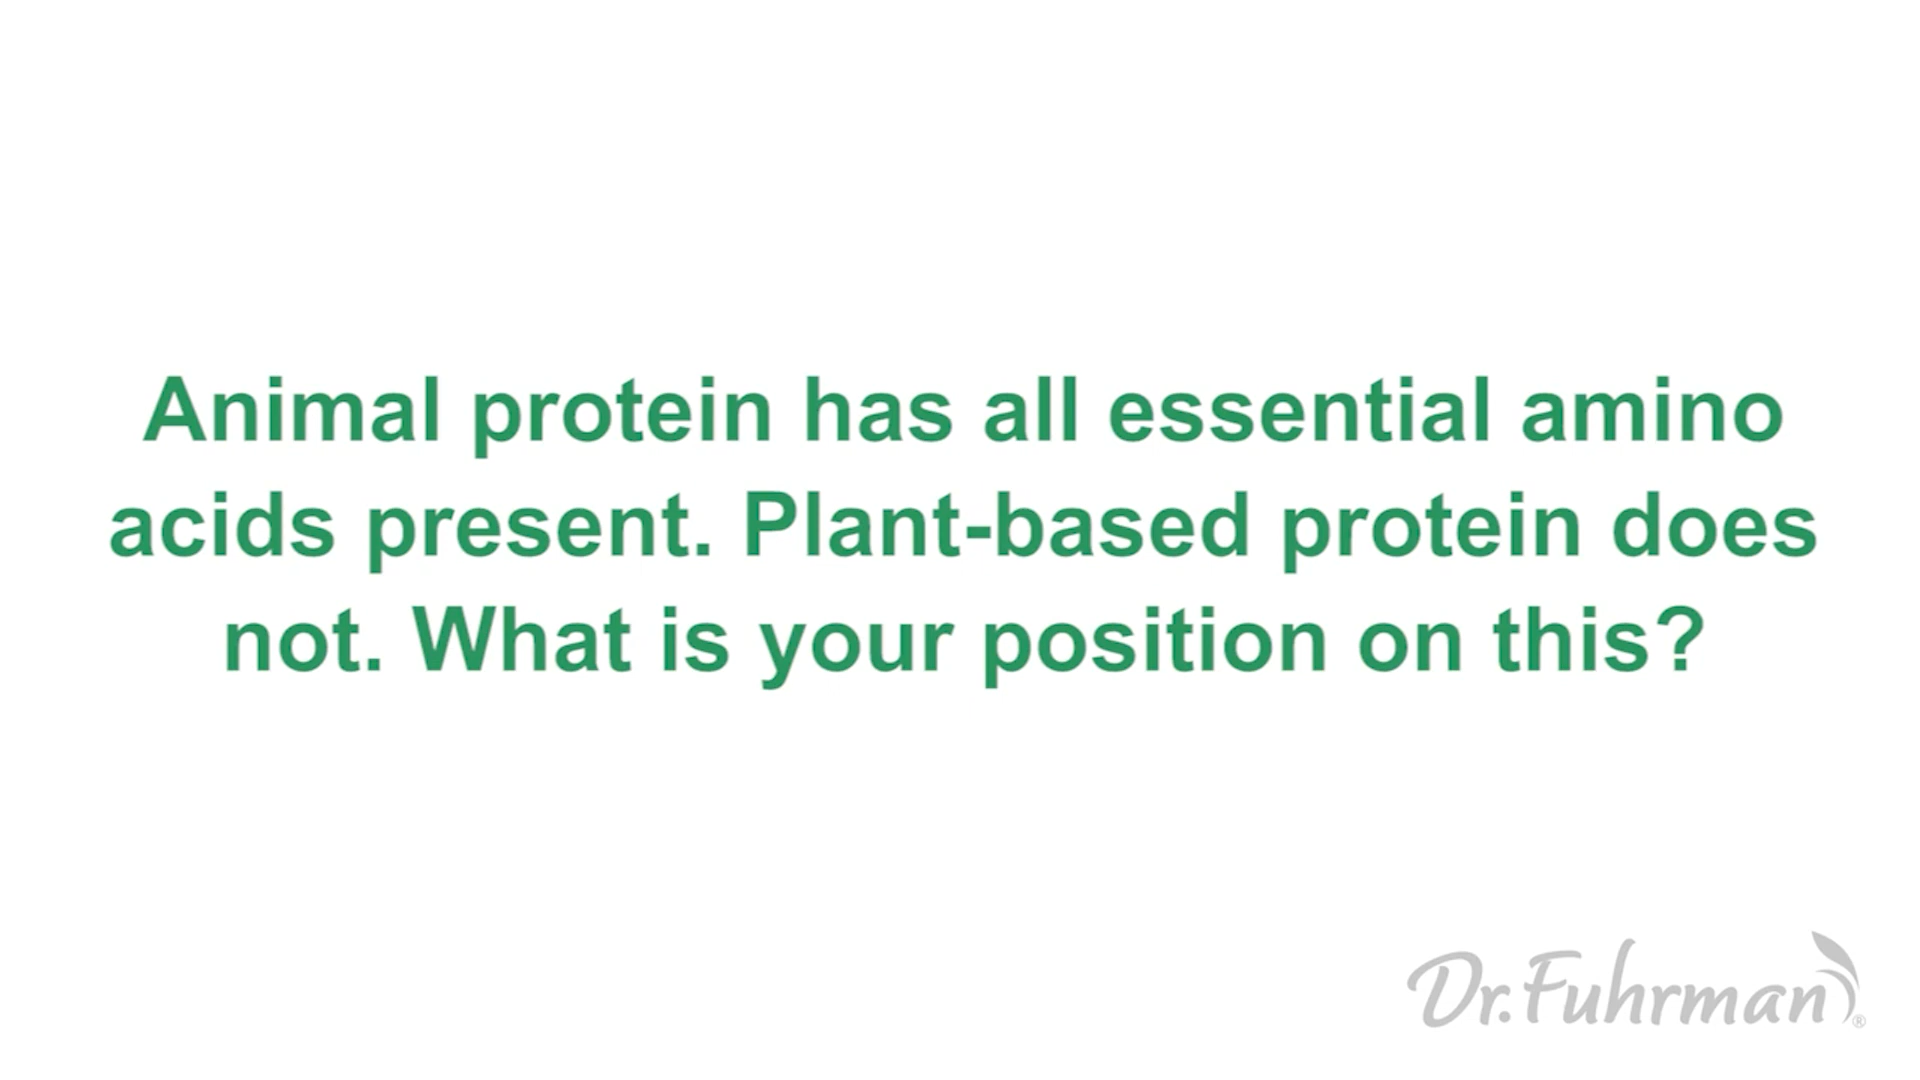 Animal protein has all essential amino
acids present. Plant-based protein does
not. What is your position on this?
Dr. Fuhrman®